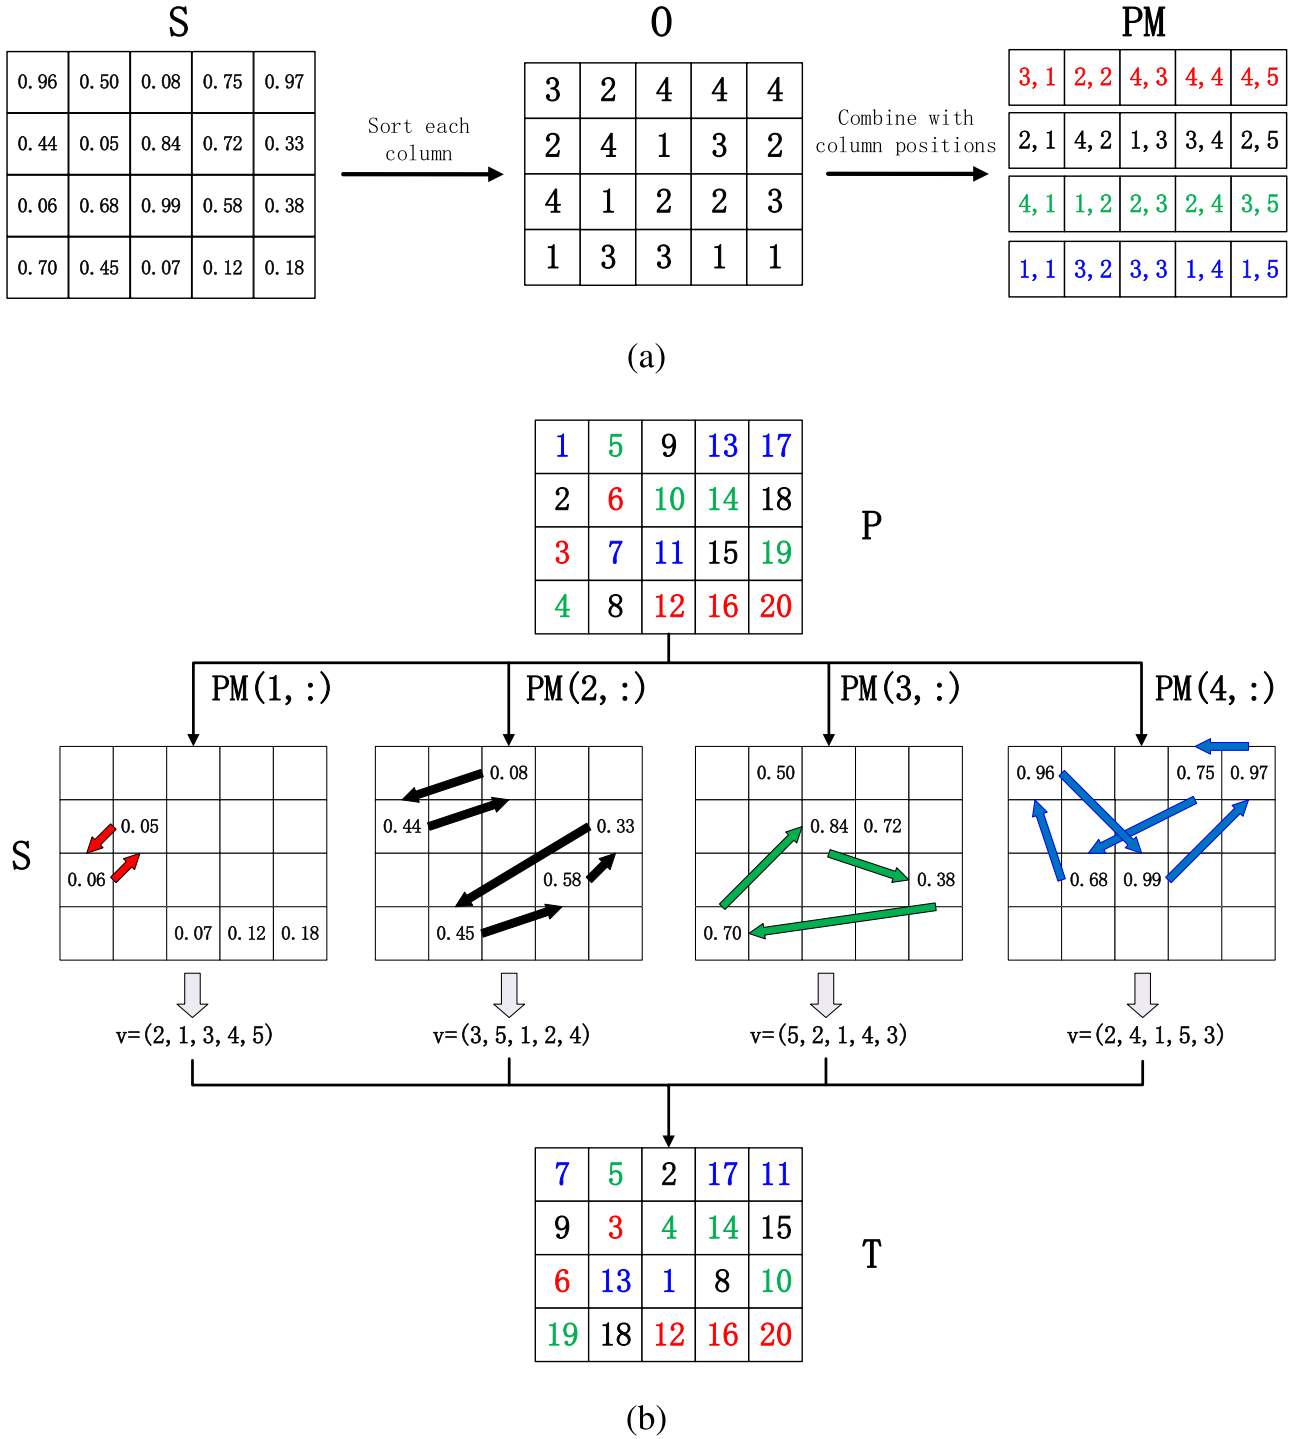 S
O
PM
0.96 0.50 0.08 0.75 0.97
0.44 0.05 0.84 0.72 0.33
0.06 0.68 0.99 0.58 0.38
0.70 0.45 0.07 0.12 0.18
Sort each
column
3 2 4 4 4
2 4 1 3 2
4 1 2 2 3
1 3 3 1 1
Combine with
column positions
3,1 2,2 4,3 4,4 4,5
2,1 4,2 1,3 3,4 2,5
4,1 1,2 2,3 2,4 3,5
1,1 3,2 3,3 1,4 1,5
(a)
1 5 9 13 17
2 6 10 14 18
3 7 11 15 19
4 8 12 16 20
P
PM(1,:)
PM(2,:)
PM(3,:)
PM(4,:)
S
0.05
0.06
0.07 0.12 0.18
0.08
0.44 0.33
0.58
0.45
0.50
0.84 0.72
0.38
0.70
0.96 0.75 0.97
0.68 0.99
v=(2,1,3,4,5)
v=(3,5,1,2,4)
v=(5,2,1,4,3)
v=(2,4,1,5,3)
7 5 2 17 11
9 3 4 14 15
6 13 1 8 10
19 18 12 16 20
T
(b)